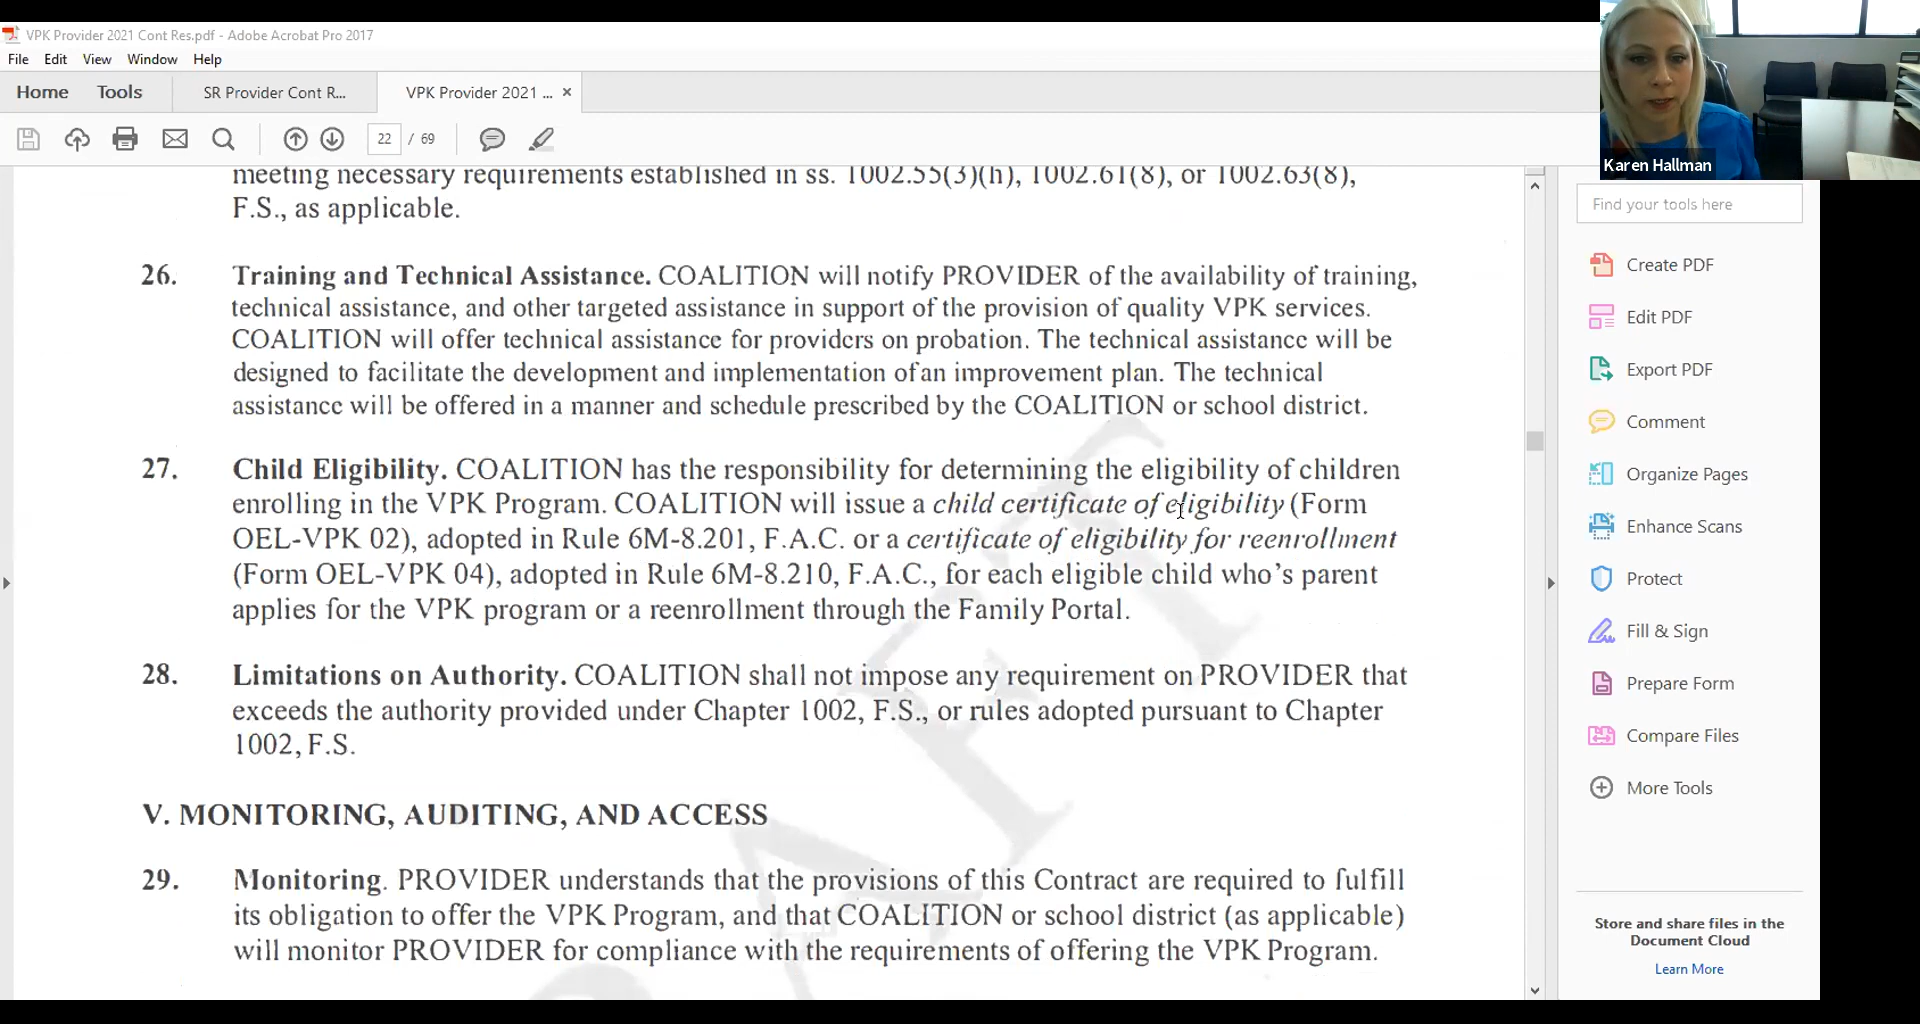 VPK Provider 2021 Cont Res.pdf - Adobe Acrobat Pro 2017
File Edit View Window Help
Home Tools SR Provider Cont R... VPK Provider 2021 ... ×
22 / 69
Karen Hallman
meeting necessary requirements established in ss. 1002.55(3)(h), 1002.61(8), or 1002.63(8),
F.S., as applicable.
26. Training and Technical Assistance. COALITION will notify PROVIDER of the availability of training,
technical assistance, and other targeted assistance in support of the provision of quality VPK services.
COALITION will offer technical assistance for providers on probation. The technical assistance will be
designed to facilitate the development and implementation of an improvement plan. The technical
assistance will be offered in a manner and schedule prescribed by the COALITION or school district.
27. Child Eligibility. COALITION has the responsibility for determining the eligibility of children
enrolling in the VPK Program. COALITION will issue a child certificate of eligibility (Form
OEL-VPK 02), adopted in Rule 6M-8.201, F.A.C. or a certificate of eligibility for reenrollment
(Form OEL-VPK 04), adopted in Rule 6M-8.210, F.A.C., for each eligible child who's parent
applies for the VPK program or a reenrollment through the Family Portal.
28. Limitations on Authority. COALITION shall not impose any requirement on PROVIDER that
exceeds the authority provided under Chapter 1002, F.S., or rules adopted pursuant to Chapter
1002, F.S.
V. MONITORING, AUDITING, AND ACCESS
29. Monitoring. PROVIDER understands that the provisions of this Contract are required to fulfill
its obligation to offer the VPK Program, and that COALITION or school district (as applicable)
will monitor PROVIDER for compliance with the requirements of offering the VPK Program.
Find your tools here
Create PDF
Edit PDF
Export PDF
Comment
Organize Pages
Enhance Scans
Protect
Fill & Sign
Prepare Form
Compare Files
More Tools
Store and share files in the
Document Cloud
Learn More